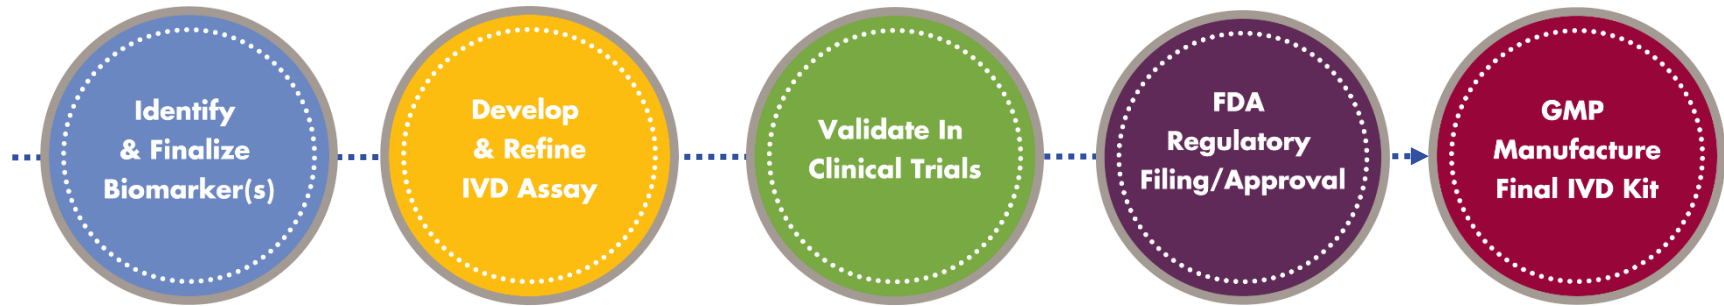 Identify
& Finalize
Biomarker(s)
Develop
& Refine
IVD Assay
Validate In
Clinical Trials
FDA
Regulatory
Filing/Approval
GMP
Manufacture
Final IVD Kit